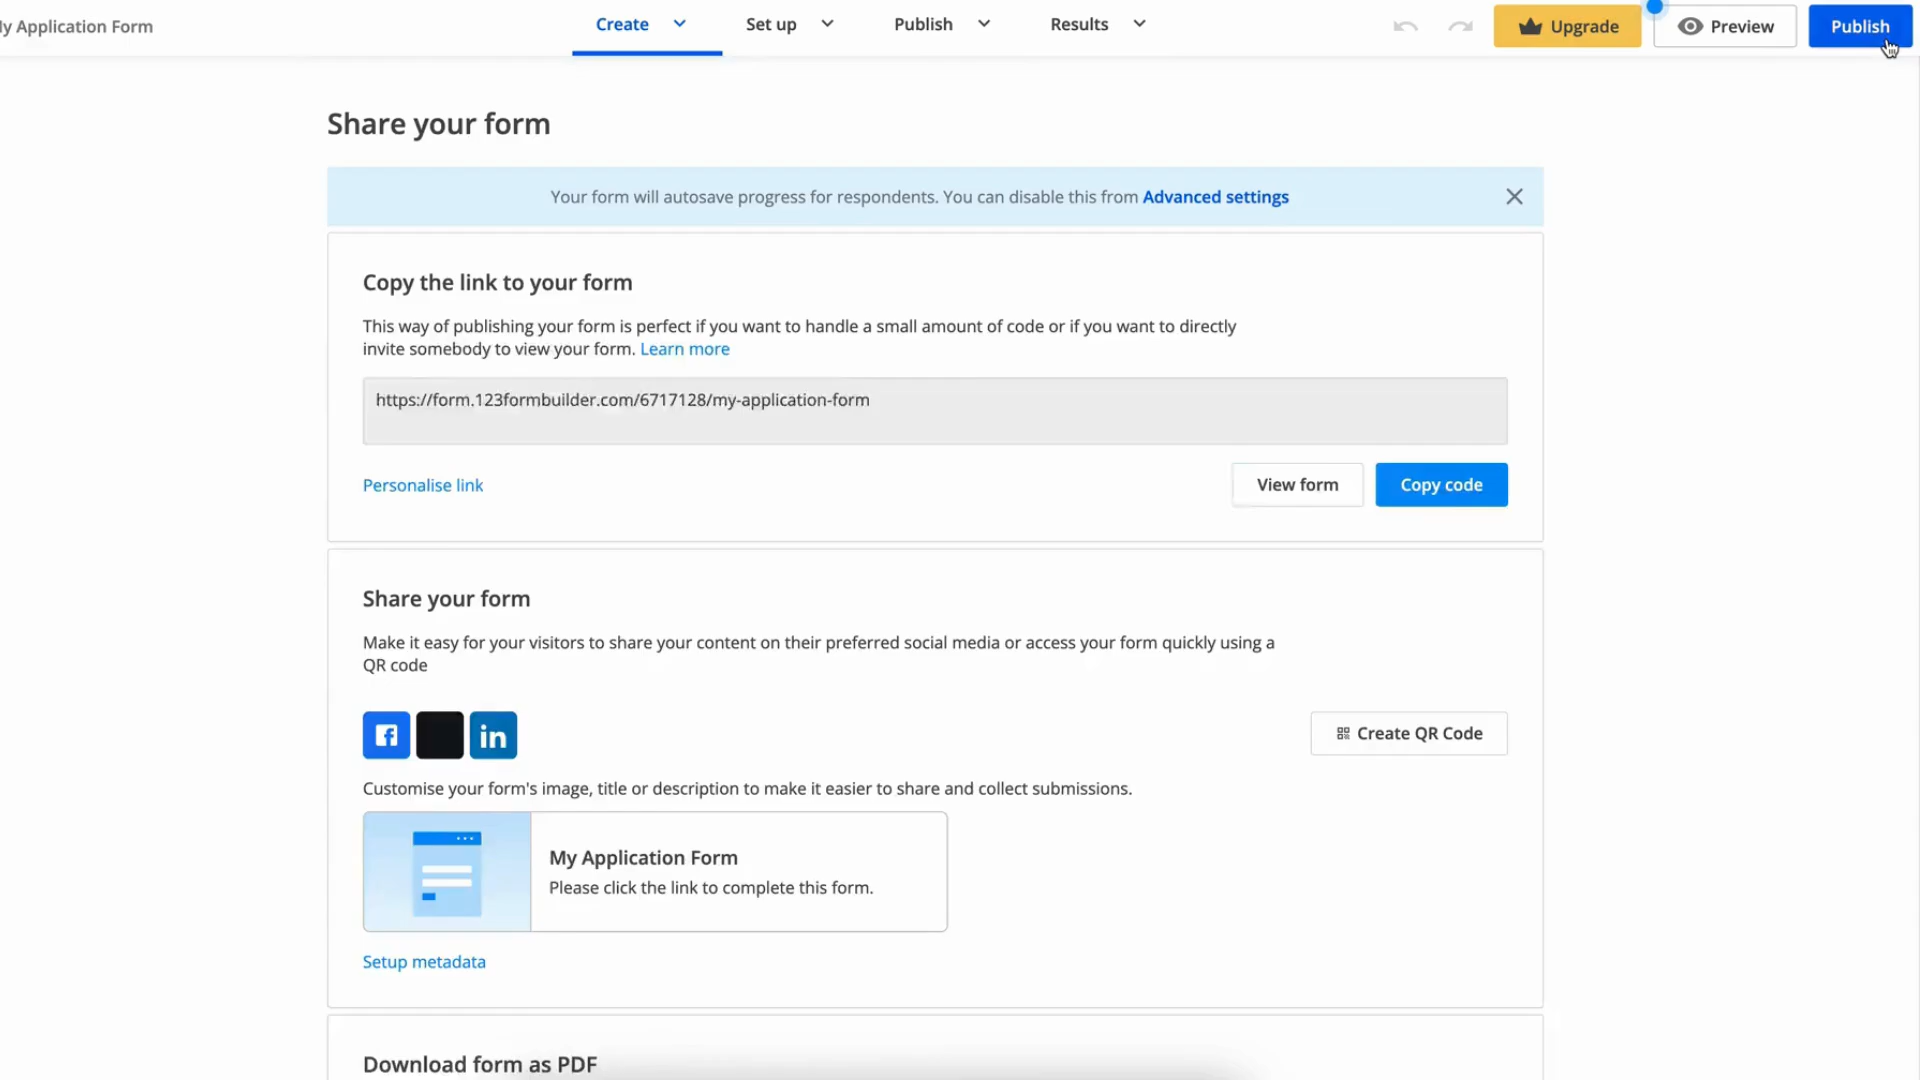 My Application Form
Create
Set up
Publish
Results
Upgrade
Preview
Publish
Share your form
Your form will autosave progress for respondents. You can disable this from Advanced settings
Copy the link to your form
This way of publishing your form is perfect if you want to handle a small amount of code or if you want to directly
invite somebody to view your form. Learn more
https://form.123formbuilder.com/6717128/my-application-form
Personalise link
View form
Copy code
Share your form
Make it easy for your visitors to share your content on their preferred social media or access your form quickly using a
QR code
in
Create QR Code
Customise your form's image, title or description to make it easier to share and collect submissions.
My Application Form
Please click the link to complete this form.
Setup metadata
Download form as PDF